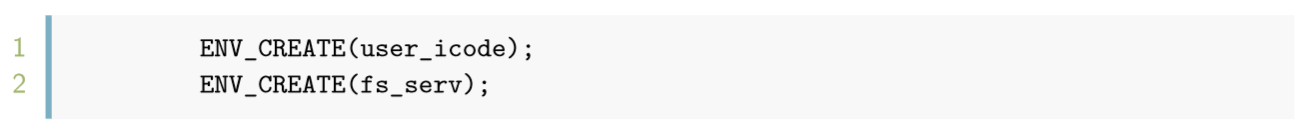 1 ENV_CREATE(user_icode);
2 ENV_CREATE(fs_serv);